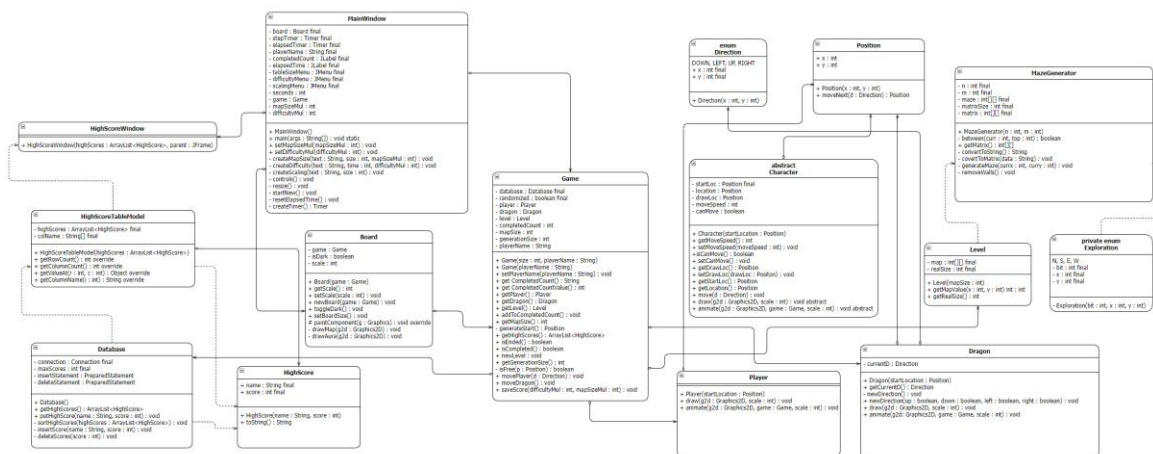 MainWindow
- board : Board final
- stepTimer : Timer final
- elapsedTimer : Timer final
- playerName : String final
- completedCount : JLabel final
- elapsedTime : JLabel final
- tableSizeMenu : JMenu final
- difficultyMenu : JMenu final
- scalingMenu : JMenu final
- seconds : int
- game : Game
- mapSizeMul : int
- difficultyMul : int
+ MainWindow()
+ main(args : String[]) : void static
+ setMapSizeMul(mapSizeMul : int) : void
+ setDifficultyMul(difficultyMul : int) : void
- createMapSize(text : String, size : int, mapSizeMul : int) : void
- createDifficulty(text : String, time : int, difficultyMul : int) : void
- createScaling(text : String, size : int) : void
- controls() : void
- resize() : void
- startNew() : void
- resetElapsedTime() : void
- createTimer() : Timer
HighScoreWindow
+ HighScoreWindow(highScores : ArrayList<HighScore>, parent : JFrame)
HighScoreTableModel
- highScores : ArrayList<HighScore> final
- colName : String[] final
+ HighScoreTableModel(highScores : ArrayList<HighScore>)
+ getRowCount() : int override
+ getColumnCount() : int override
+ getValueAt(r : int, c : int) : Object override
+ getColumnName(i : int) : String override
Database
- connection : Connection final
- maxScores : int final
- insertStatement : PreparedStatement
- deleteStatement : PreparedStatement
+ Database()
+ getHighScores() : ArrayList<HighScore>
+ putHighScore(name : String, score : int) : void
- sortHighScores(highScores : ArrayList<HighScore>) : void
- insertScore(name : String, score : int) : void
- deleteScores(score : int) : void
HighScore
+ name : String final
+ score : int final
+ HighScore(name : String, score : int)
+ toString() : String
Board
- game : Game
- isDark : boolean
- scale : int
+ Board(game : Game)
+ getScale() : int
+ setScale(scale : int) : void
+ newBoard(game : Game) : void
+ toggleDark() : void
- setBoardSize() : void
# paintComponent(g : Graphics) : void override
- drawMap(g2d : Graphics2D) : void
- drawAura(g2d : Graphics2D) : void
Game
- database : Database final
- randomized : boolean final
- player : Player
- dragon : Dragon
- level : Level
- completedCount : int
- mapSize : int
- generationSize : int
- playerName : String
+ Game(size : int, playerName : String)
+ Game(playerName : String)
+ setPlayerName(playerName : String) : void
+ get CompletedCount() : String
+ get CompletedCountValue() : int
+ getPlayer() : Player
+ getDragon() : Dragon
+ getLevel() : Level
+ addToCompletedCount() : void
+ getMapSize() : int
- generateStart() : Position
+ getHighScores() : ArrayList<HighScore>
+ isEnded() : boolean
+ isCompleted() : boolean
+ newLevel() : void
+ getGenerationSize() : int
- isFree(p : Position) : boolean
+ movePlayer(d : Direction) : void
+ moveDragon() : void
+ saveScore(difficultyMul : int, mapSizeMul : int) : void
enum
Direction
DOWN, LEFT, UP, RIGHT
+ x : int final
+ y : int final
+ Direction(x : int, y : int)
Position
+ x : int
+ y : int
+ Position(x : int, y : int)
+ moveNext(d : Direction) : Position
abstract
Character
- startLoc : Position final
- location : Position
- drawLoc : Position
- moveSpeed : int
- canMove : boolean
+ Character(startLocation : Position)
+ getMoveSpeed() : int
+ setMoveSpeed(moveSpeed : int) : void
+ isCanMove() : boolean
+ setCanMove() : void
+ getDrawLoc() : Position
+ setDrawLoc(drawLoc : Position) : void
+ getStartLoc() : Position
+ getLocation() : Position
+ move(d : Direction) : void
+ draw(g2d : Graphics2D, scale : int) : void abstract
+ animate(g2d : Graphics2D, game : Game, scale : int) : void abstract
MazeGenerator
- n : int final
- m : int final
- maze : int[][] final
- matrixSize : int final
- matrix : int[][] final
+ MazeGenerator(n : int, m : int)
- between(curr : int, top : int) : boolean
+ getMatrix() : int[][]
- convertToString() : String
- covertToMatrix(data : String) : void
- generateMaze(currx : int, curry : int) : void
- removeWalls() : void
Level
- map : int[][] final
- realSize : int final
+ Level(mapSize : int)
+ getMapValue(x : int, y : int) int : int
+ getRealSize() : int
private enum
Exploration
N, S, E, W
- bit : int final
- x : int final
- y : int final
- Exploration(bit : int, x : int, y : int)
Player
+ Player(startLocation : Position)
+ draw(g2d : Graphics2D, scale : int) : void
+ animate(g2d : Graphics2D, game : Game, scale : int) : void
Dragon
- currentD : Direction
+ Dragon(startLocation : Position)
+ getCurrentD() : Direction
- newDirection() : void
+ newDirection(up : boolean, down : boolean, left : boolean, right : boolean) : void
+ draw(g2d : Graphics2D, scale : int) : void
+ animate(g2d : Graphics2D, game : Game, scale : int) : void